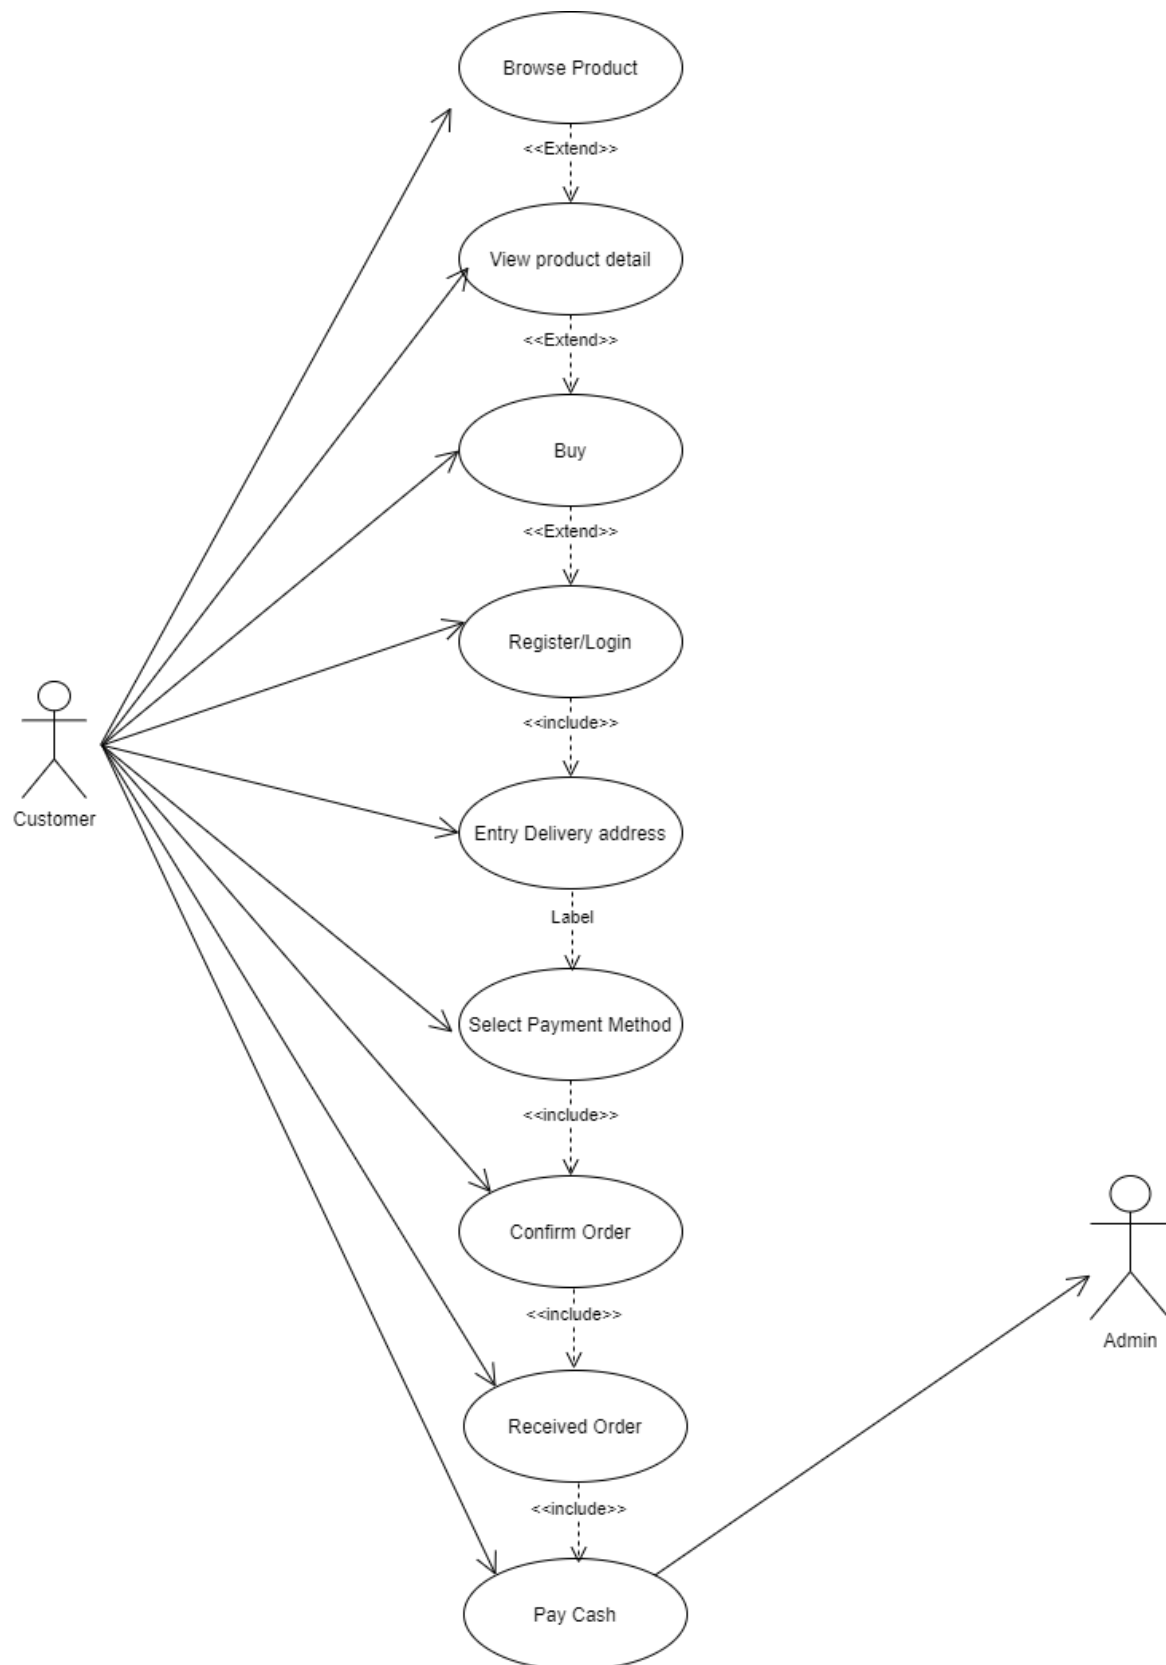 Browse Product
<<Extend>>
View product detail
<<Extend>>
Buy
<<Extend>>
Register/Login
<<include>>
Customer
Entry Delivery address
Label
Select Payment Method
<<include>>
Confirm Order
<<include>>
Admin
Received Order
<<include>>
Pay Cash